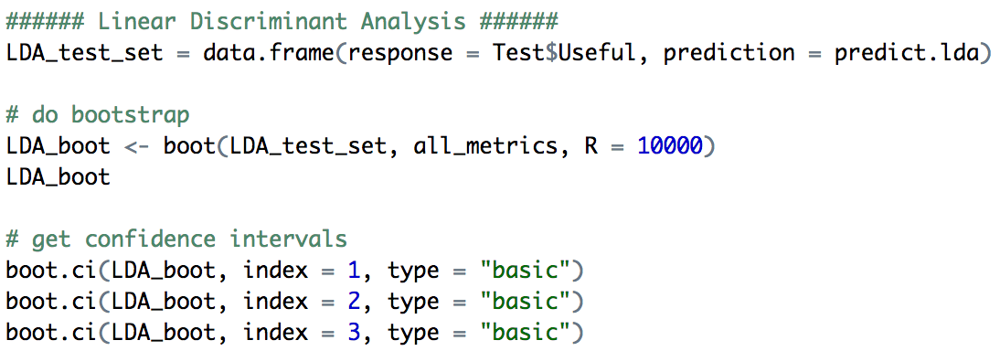 ###### Linear Discriminant Analysis ######
LDA_test_set = data.frame(response = Test$Useful, prediction = predict.lda)
# do bootstrap
LDA_boot <- boot(LDA_test_set, all_metrics, R = 10000)
LDA_boot
# get confidence intervals
boot.ci(LDA_boot, index = 1, type = "basic")
boot.ci(LDA_boot, index = 2, type = "basic")
boot.ci(LDA_boot, index = 3, type = "basic")